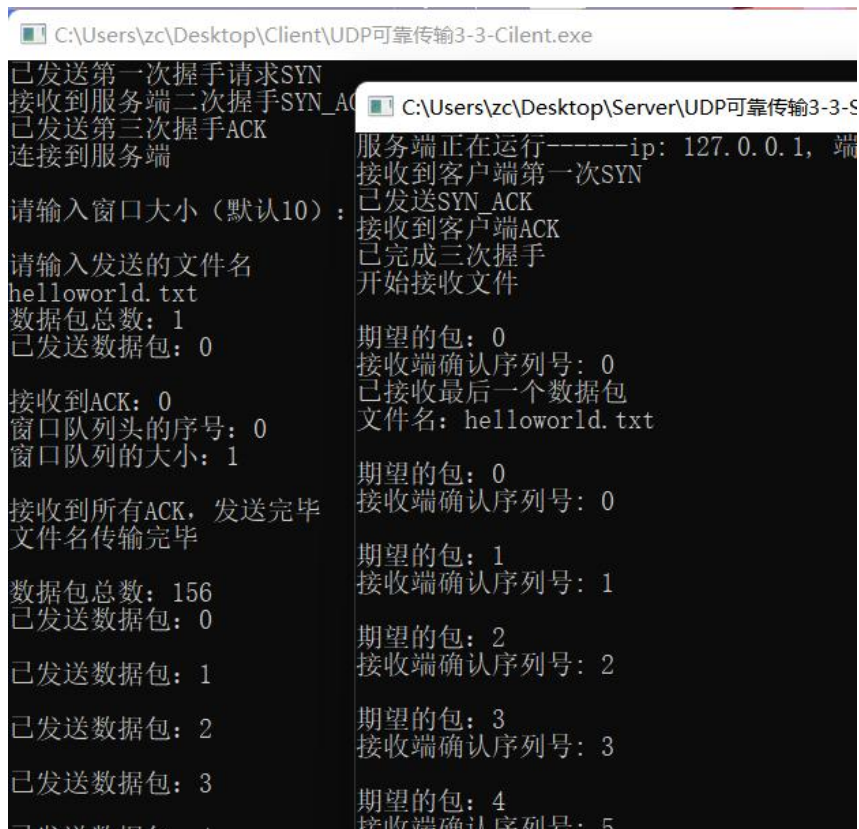 C:\Users\zc\Desktop\Client\UDP可靠传输3-3-Cilent.exe
已发送第一次握手请求SYN
接收到服务端二次握手SYN_AC
已发送第三次握手ACK
连接到服务端
请输入窗口大小（默认10）：
请输入发送的文件名
helloworld.txt
数据包总数：1
已发送数据包：0
接收到ACK：0
窗口队列头的序号：0
窗口队列的大小：1
接收到所有ACK，发送完毕
文件名传输完毕
数据包总数：156
已发送数据包：0
已发送数据包：1
已发送数据包：2
已发送数据包：3
C:\Users\zc\Desktop\Server\UDP可靠传输3-3-S
服务端正在运行------ip: 127.0.0.1, 端
接收到客户端第一次SYN
已发送SYN_ACK
接收到客户端ACK
已完成三次握手
开始接收文件
期望的包：0
接收端确认序列号：0
已接收最后一个数据包
文件名：helloworld.txt
期望的包：0
接收端确认序列号：0
期望的包：1
接收端确认序列号：1
期望的包：2
接收端确认序列号：2
期望的包：3
接收端确认序列号：3
期望的包：4
接收端确认序列号：5